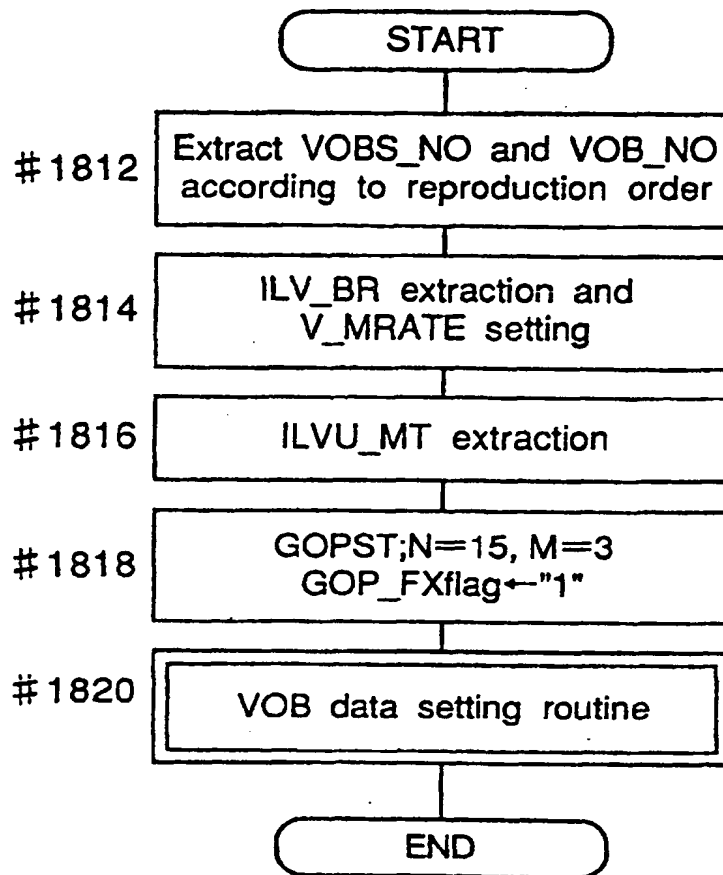 START
#1812
Extract VOBS_NO and VOB_NO
according to reproduction order
#1814
ILV_BR extraction and
V_MRATE setting
#1816
ILVU_MT extraction
#1818
GOPST;N=15, M=3
GOP_FXflag←"1"
#1820
VOB data setting routine
END